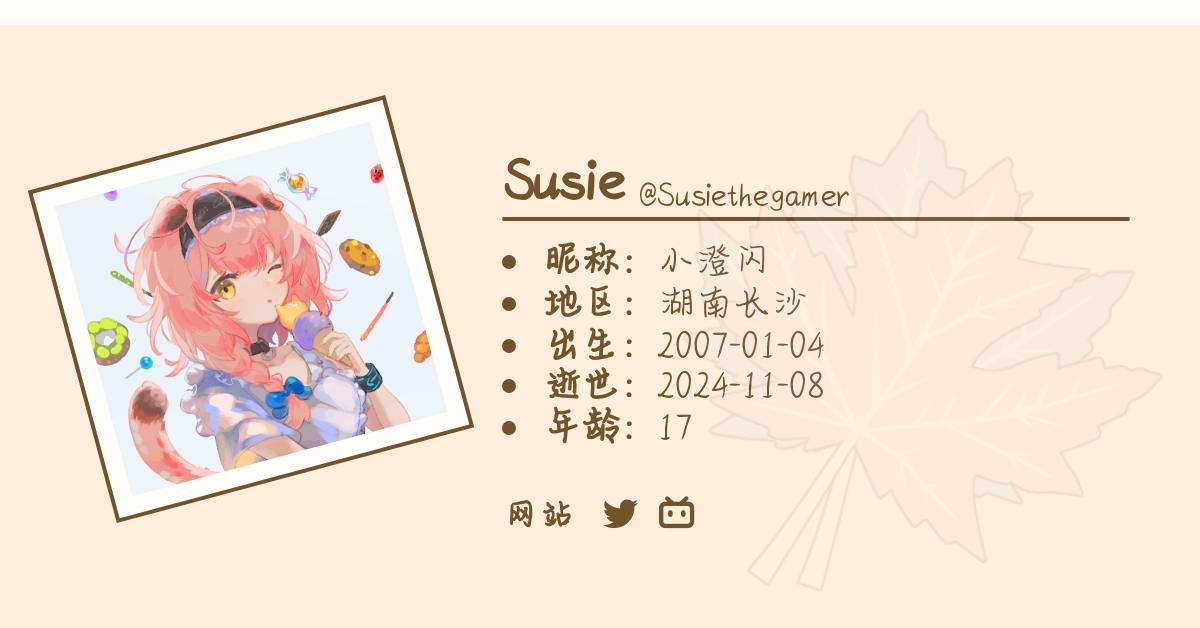 Susie @Susiethegamer
昵称：小澄闪
地区：湖南长沙
出生：2007-01-04
逝世：2024-11-08
年龄：17
网站